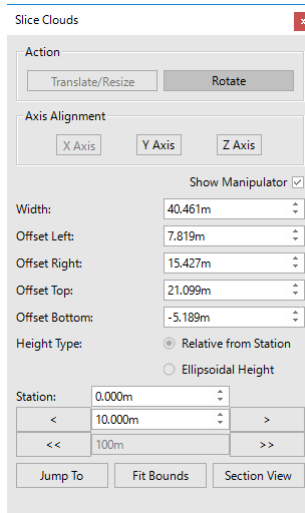 Slice Clouds
Action
Translate/Resize Rotate
Axis Alignment
X Axis Y Axis Z Axis
Show Manipulator
Width: 40.461m
Offset Left: 7.819m
Offset Right: 15.427m
Offset Top: 21.099m
Offset Bottom: -5.189m
Height Type: Relative from Station
Ellipsoidal Height
Station: 0.000m
< 10.000m >
<< 100m >>
Jump To Fit Bounds Section View